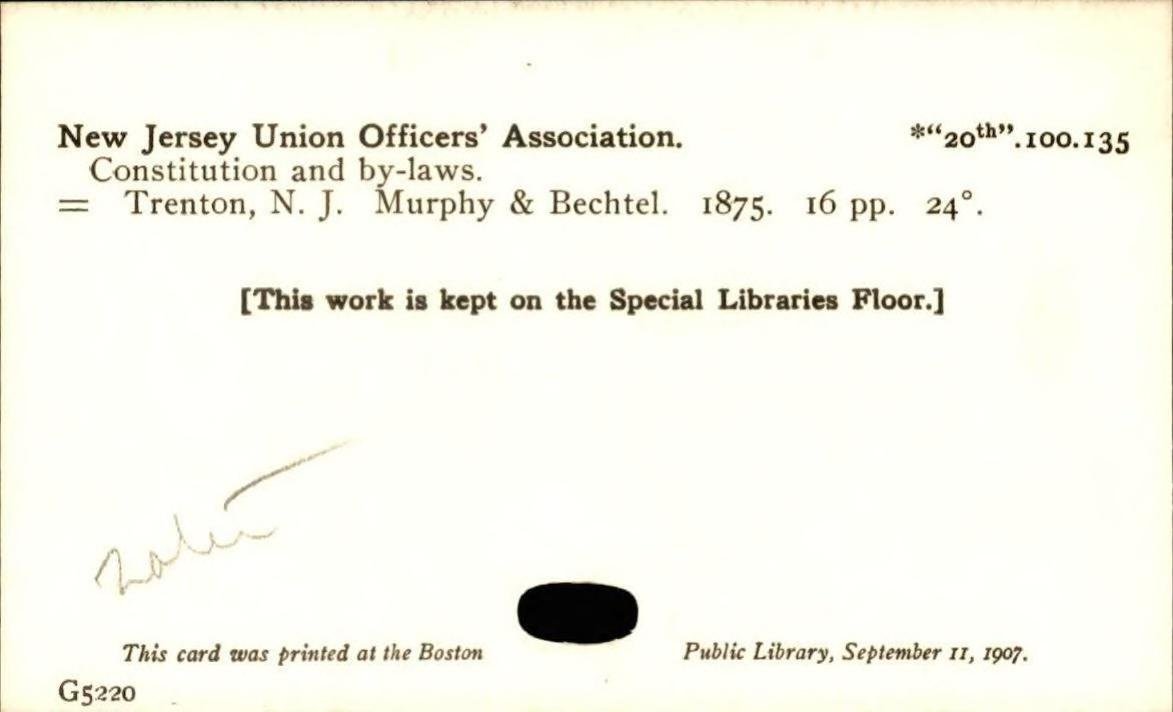 New Jersey Union Officers' Association. *"20th".100.135
Constitution and by-laws.
= Trenton, N. J. Murphy & Bechtel. 1875. 16 pp. 24°.
[This work is kept on the Special Libraries Floor.]
This card was printed at the Boston Public Library, September 11, 1907.
G5220